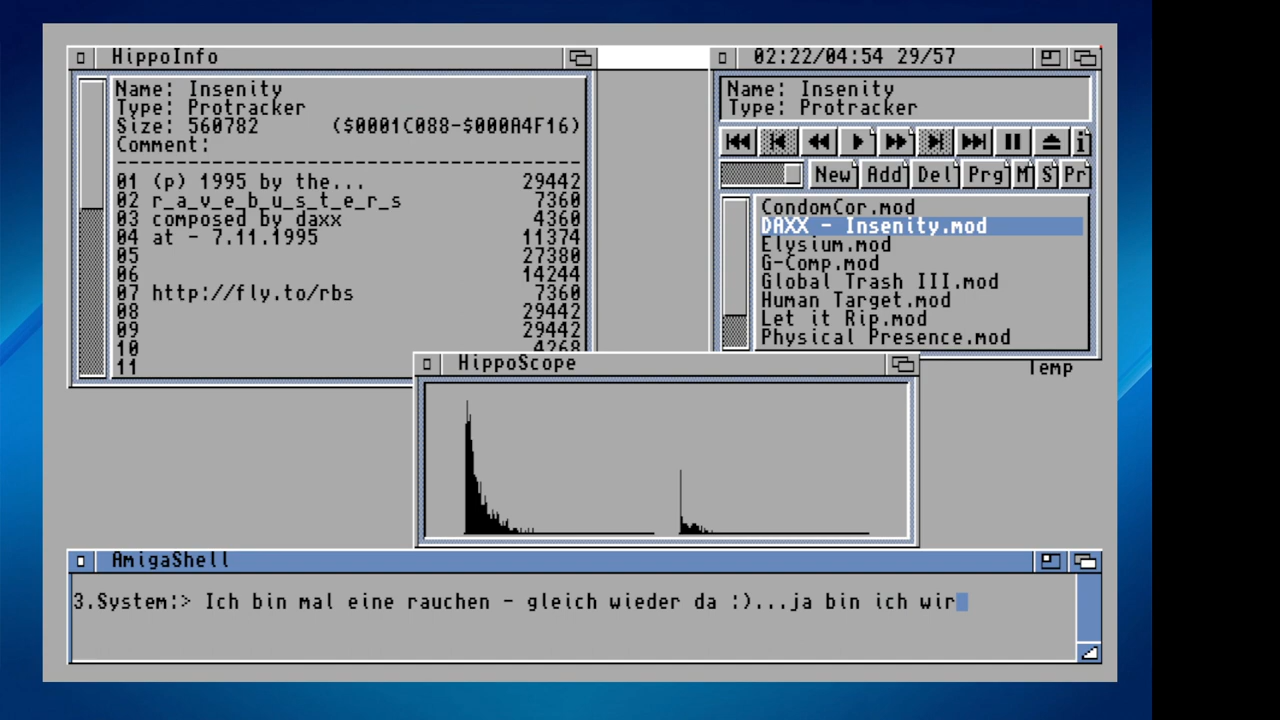 HippoInfo
Name: Insenity
Type: Protracker
Size: 560782 ($0001C088-$000A4F16)
Comment:
----------------------------------------
01 (p) 1995 by the... 29442
02 r_a_v_e_b_u_s_t_e_r_s 7360
03 composed by daxx 4360
04 at - 7.11.1995 11374
05 27380
06 14244
07 http://fly.to/rbs 7360
08 29442
09 29442
10 4268
11
02:22/04:54 29/57
Name: Insenity
Type: Protracker
i
New Add Del Prg M S Pr
CondomCor.mod
DAXX - Insenity.mod
Elysium.mod
G-Comp.mod
Global Trash III.mod
Human Target.mod
Let it Rip.mod
Physical Presence.mod
Temp
HippoScope
AmigaShell
3.System:> Ich bin mal eine rauchen - gleich wieder da :)...ja bin ich wir